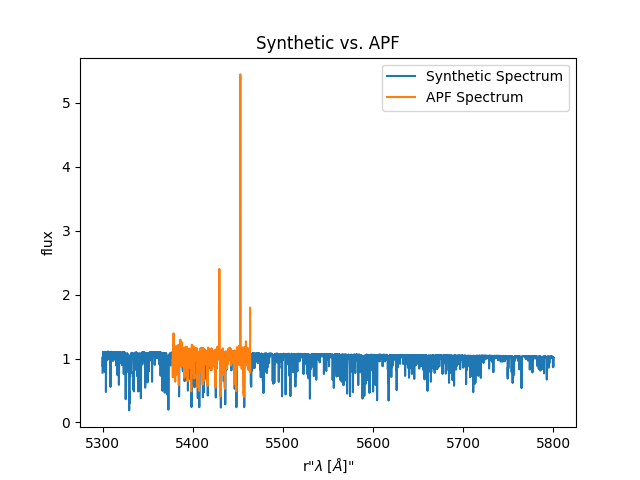 Synthetic vs. APF
Synthetic Spectrum
APF Spectrum
flux
5
4
3
2
1
0
5300 5400 5500 5600 5700 5800
r"λ [Å]"